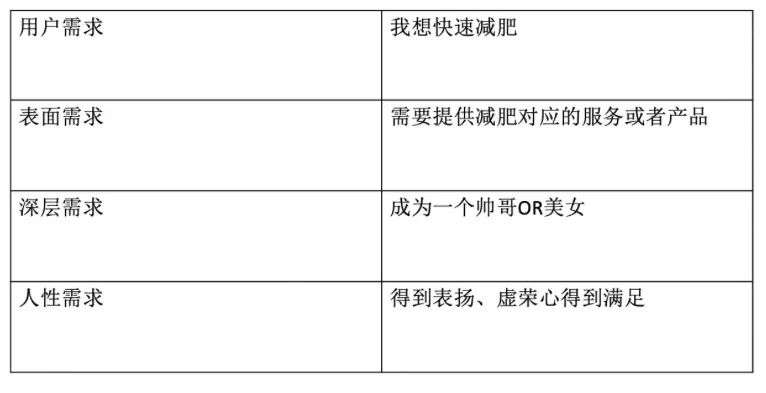 用户需求
我想快速减肥
表面需求
需要提供减肥对应的服务或者产品
深层需求
成为一个帅哥OR美女
人性需求
得到表扬、虚荣心得到满足